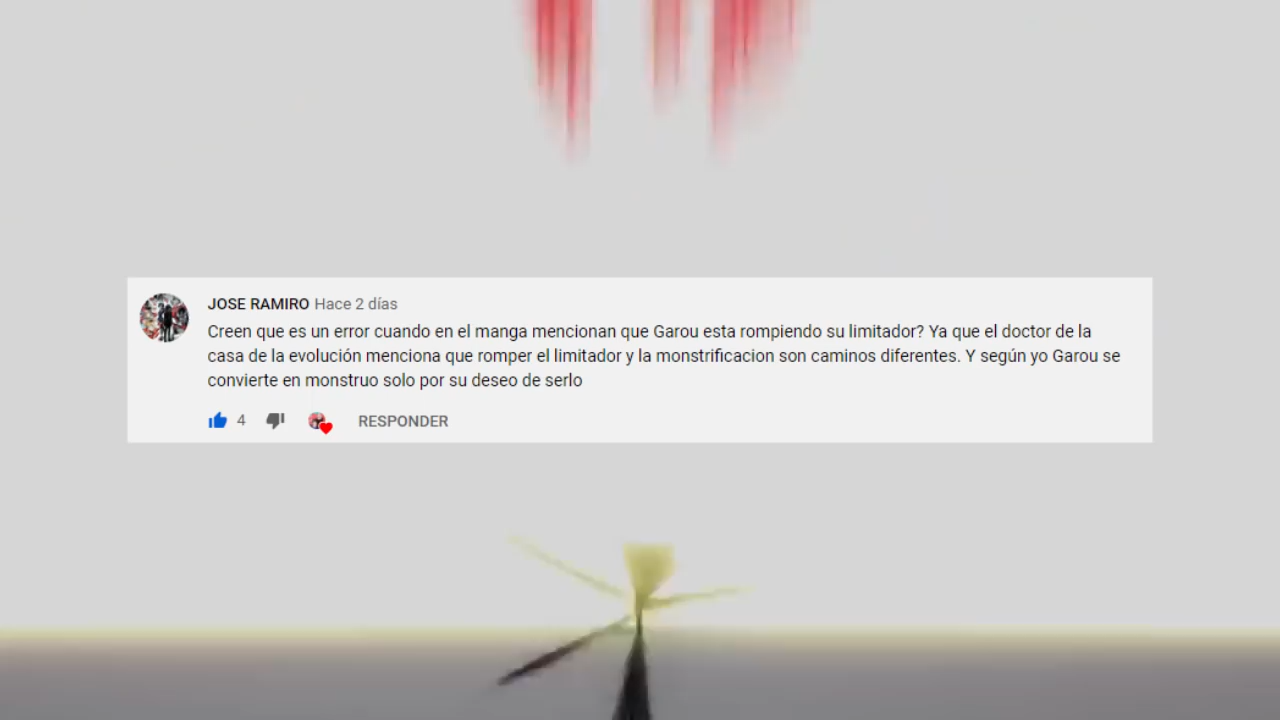 JOSE RAMIRO Hace 2 días
Creen que es un error cuando en el manga mencionan que Garou esta rompiendo su limitador? Ya que el doctor de la
casa de la evolución menciona que romper el limitador y la monstrificacion son caminos diferentes. Y según yo Garou se
convierte en monstruo solo por su deseo de serlo
4 RESPONDER